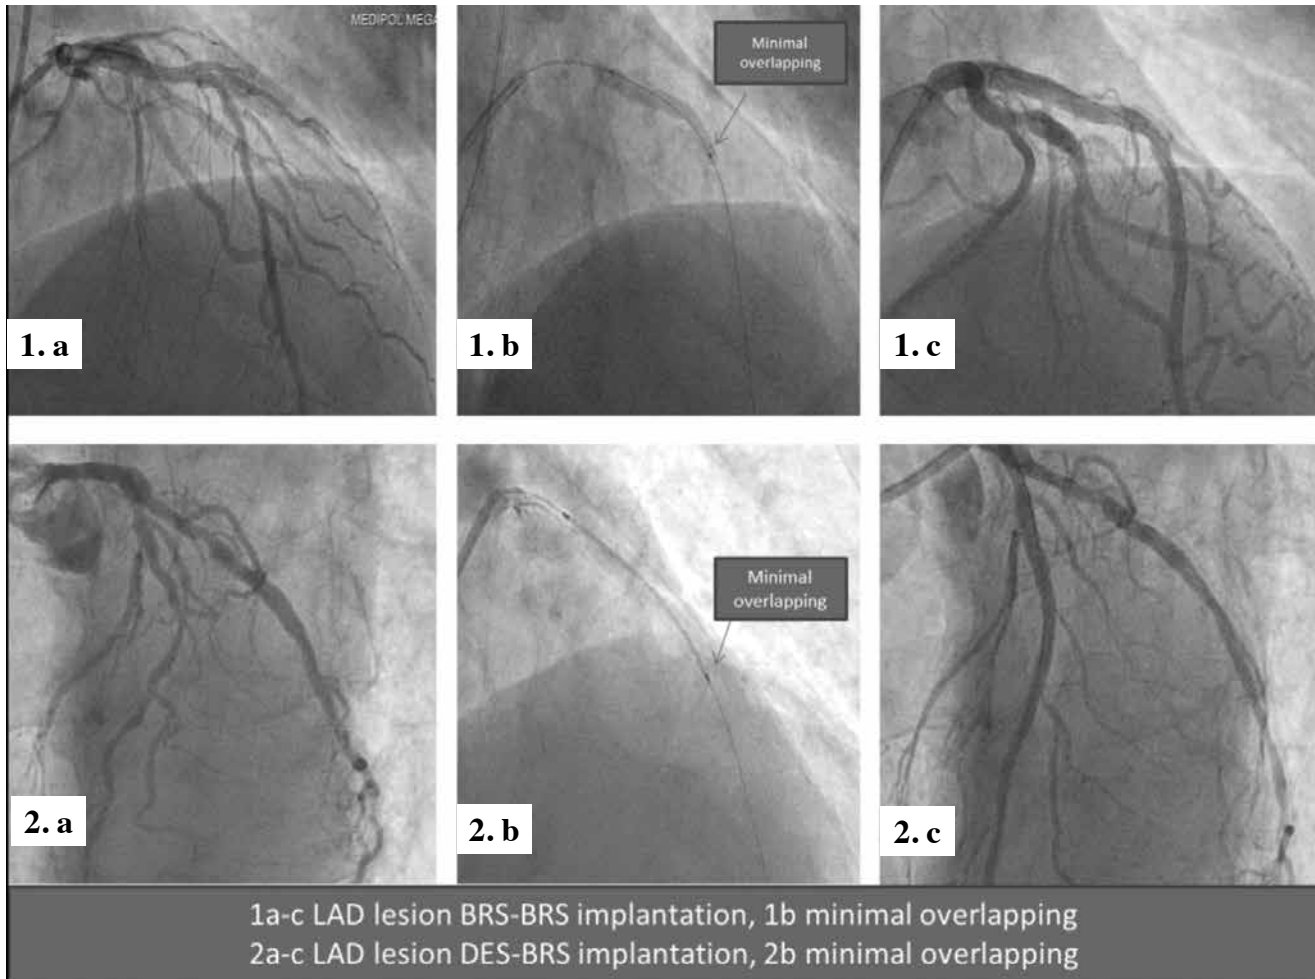 MEDIPOL MEGA
Minimal
overlapping
1. a
1. b
1. c
Minimal
overlapping
2. a
2. b
2. c
1a-c LAD lesion BRS-BRS implantation, 1b minimal overlapping
2a-c LAD lesion DES-BRS implantation, 2b minimal overlapping